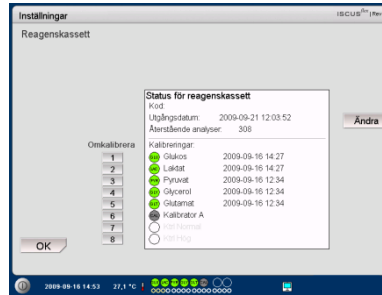 Inställningar
ISCUS flex
Reagenskassett
Status för reagenskassett
Kod:
Utgångsdatum: 2009-09-21 12:03:52
Återstående analyser: 308
Ändra
Omkalibrera
Kalibreringar:
1 Glukos 2009-09-16 14:27
2 Laktat 2009-09-16 14:27
3 Pyruvat 2009-09-16 12:34
4 Glycerol 2009-09-16 12:34
5 Glutamat 2009-09-16 12:34
6 Kalibrator A
7 Ktrl Normal
8 Ktrl Hög
OK
2009-09-16 14:53 27,1 °C